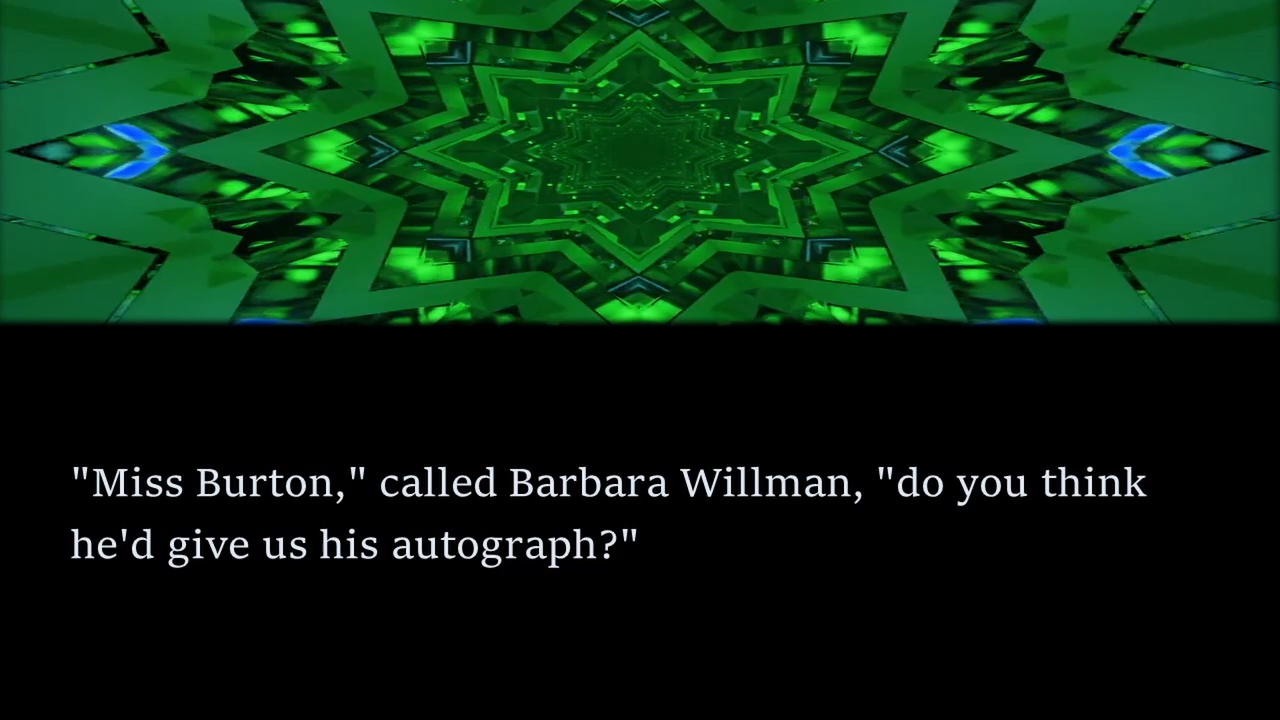 "Miss Burton," called Barbara Willman, "do you think
he'd give us his autograph?"